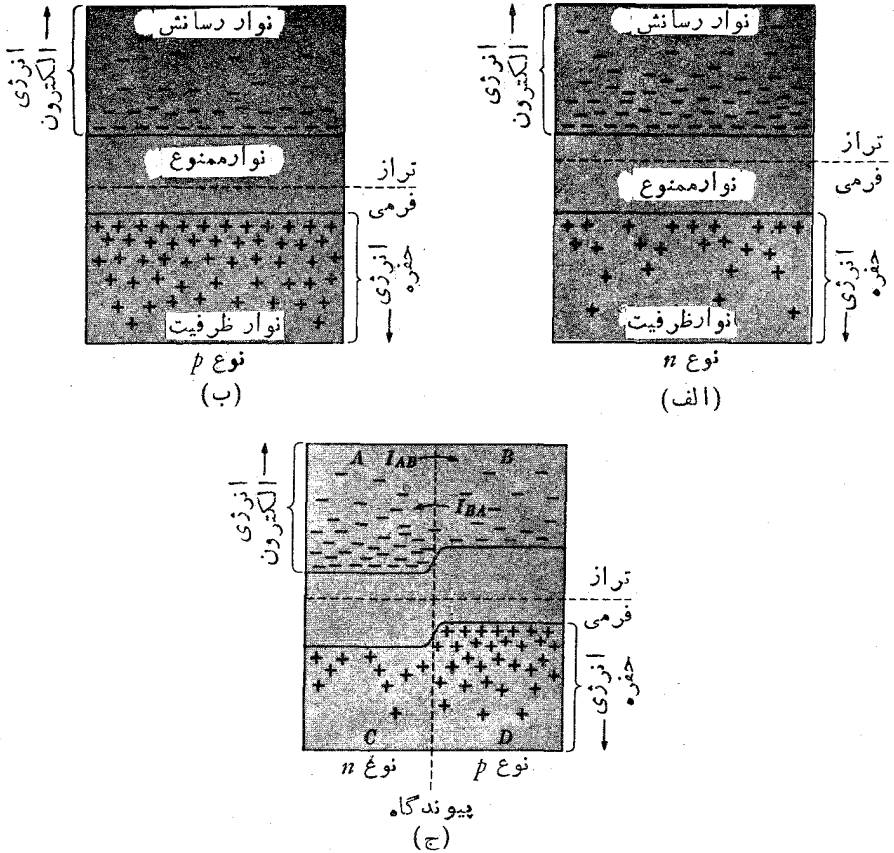 نوار رسانش
انرژی الکترون
نوار ممنوع
تراز
فرمی
انرژی حفره
نوار ظرفیت
نوع n
(الف)
نوار رسانش
انرژی الکترون
نوار ممنوع
تراز
فرمی
انرژی حفره
نوار ظرفیت
نوع p
(ب)
A I_AB B
I_BA
انرژی الکترون
تراز
فرمی
انرژی حفره
C D
نوع n نوع p
پیوندگاه
(ج)